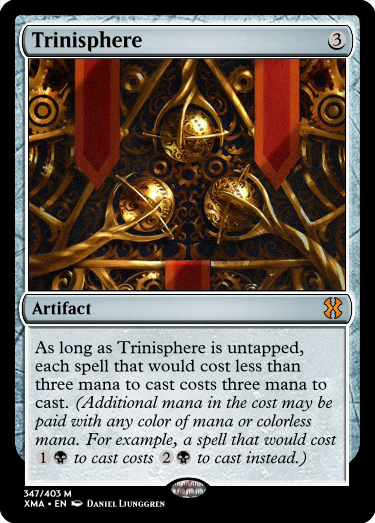 Trinisphere 3
Artifact
As long as Trinisphere is untapped,
each spell that would cost less than
three mana to cast costs three mana to
cast. (Additional mana in the cost may be
paid with any color of mana or colorless
mana. For example, a spell that would cost
1 to cast costs 2 to cast instead.)
347/403 M
XMA • EN Daniel Ljunggren